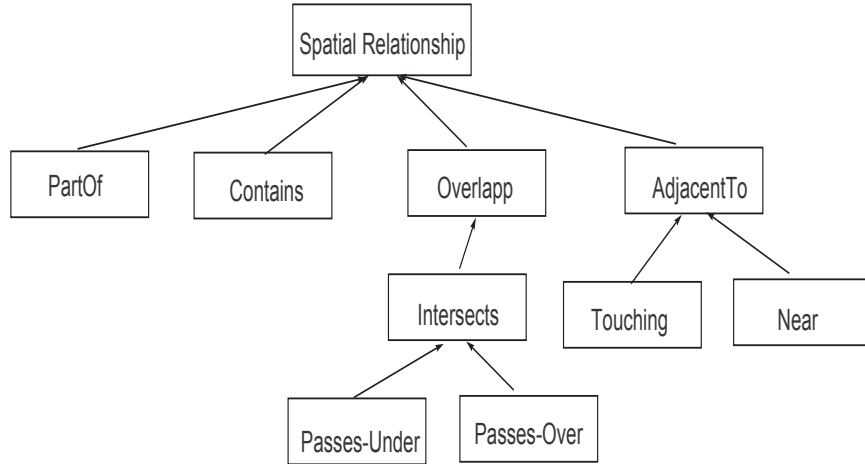 Spatial Relationship
PartOf
Contains
Overlapp
AdjacentTo
Intersects
Touching
Near
Passes-Under
Passes-Over